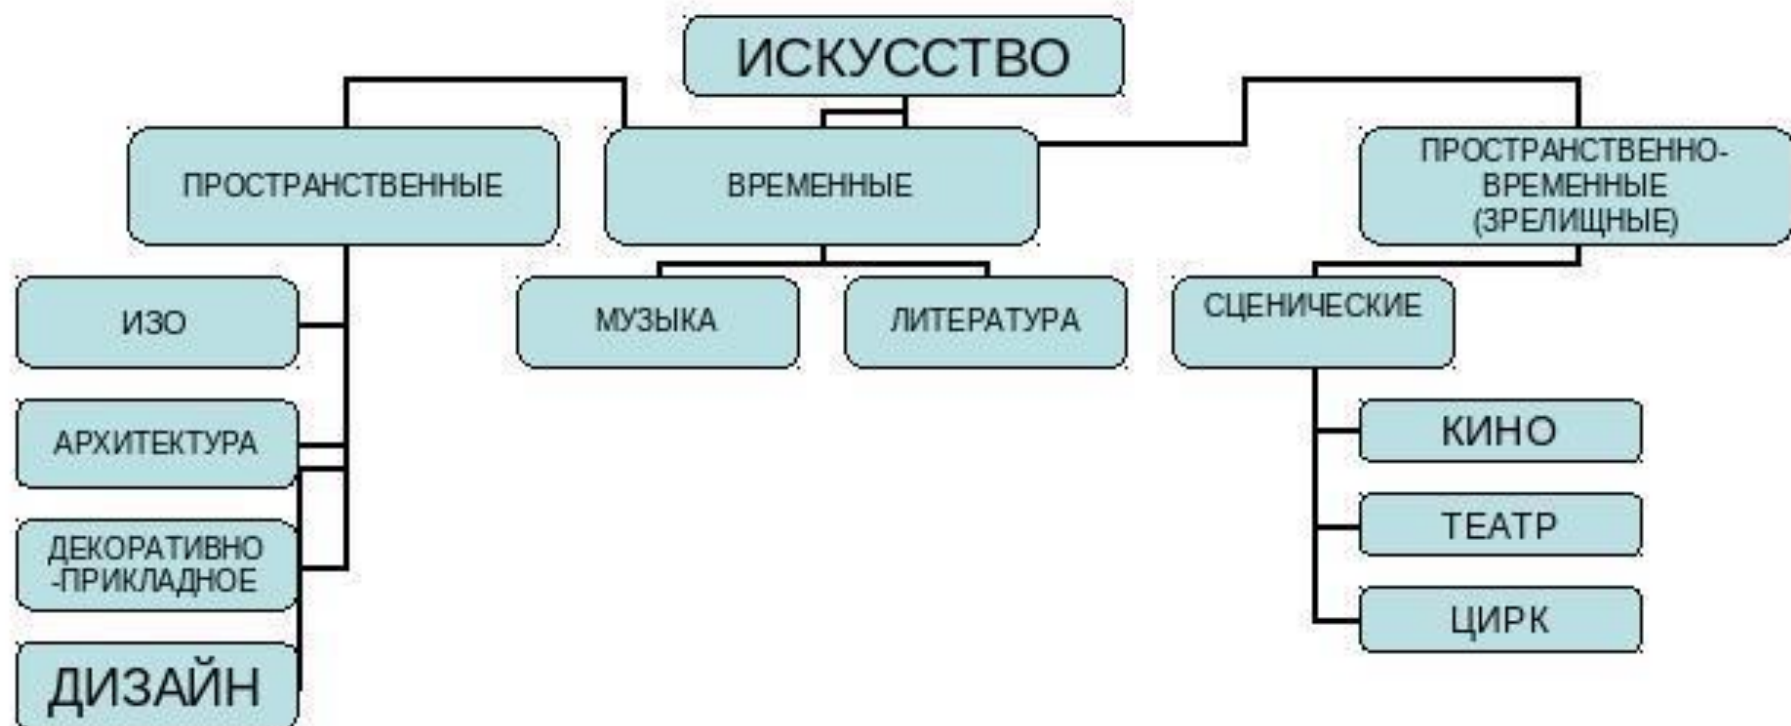 ИСКУССТВО
ПРОСТРАНСТВЕННЫЕ
ВРЕМЕННЫЕ
ПРОСТРАНСТВЕННО-
ВРЕМЕННЫЕ
(ЗРЕЛИЩНЫЕ)
ИЗО
МУЗЫКА
ЛИТЕРАТУРА
СЦЕНИЧЕСКИЕ
АРХИТЕКТУРА
КИНО
ДЕКОРАТИВНО
-ПРИКЛАДНОЕ
ТЕАТР
ЦИРК
ДИЗАЙН